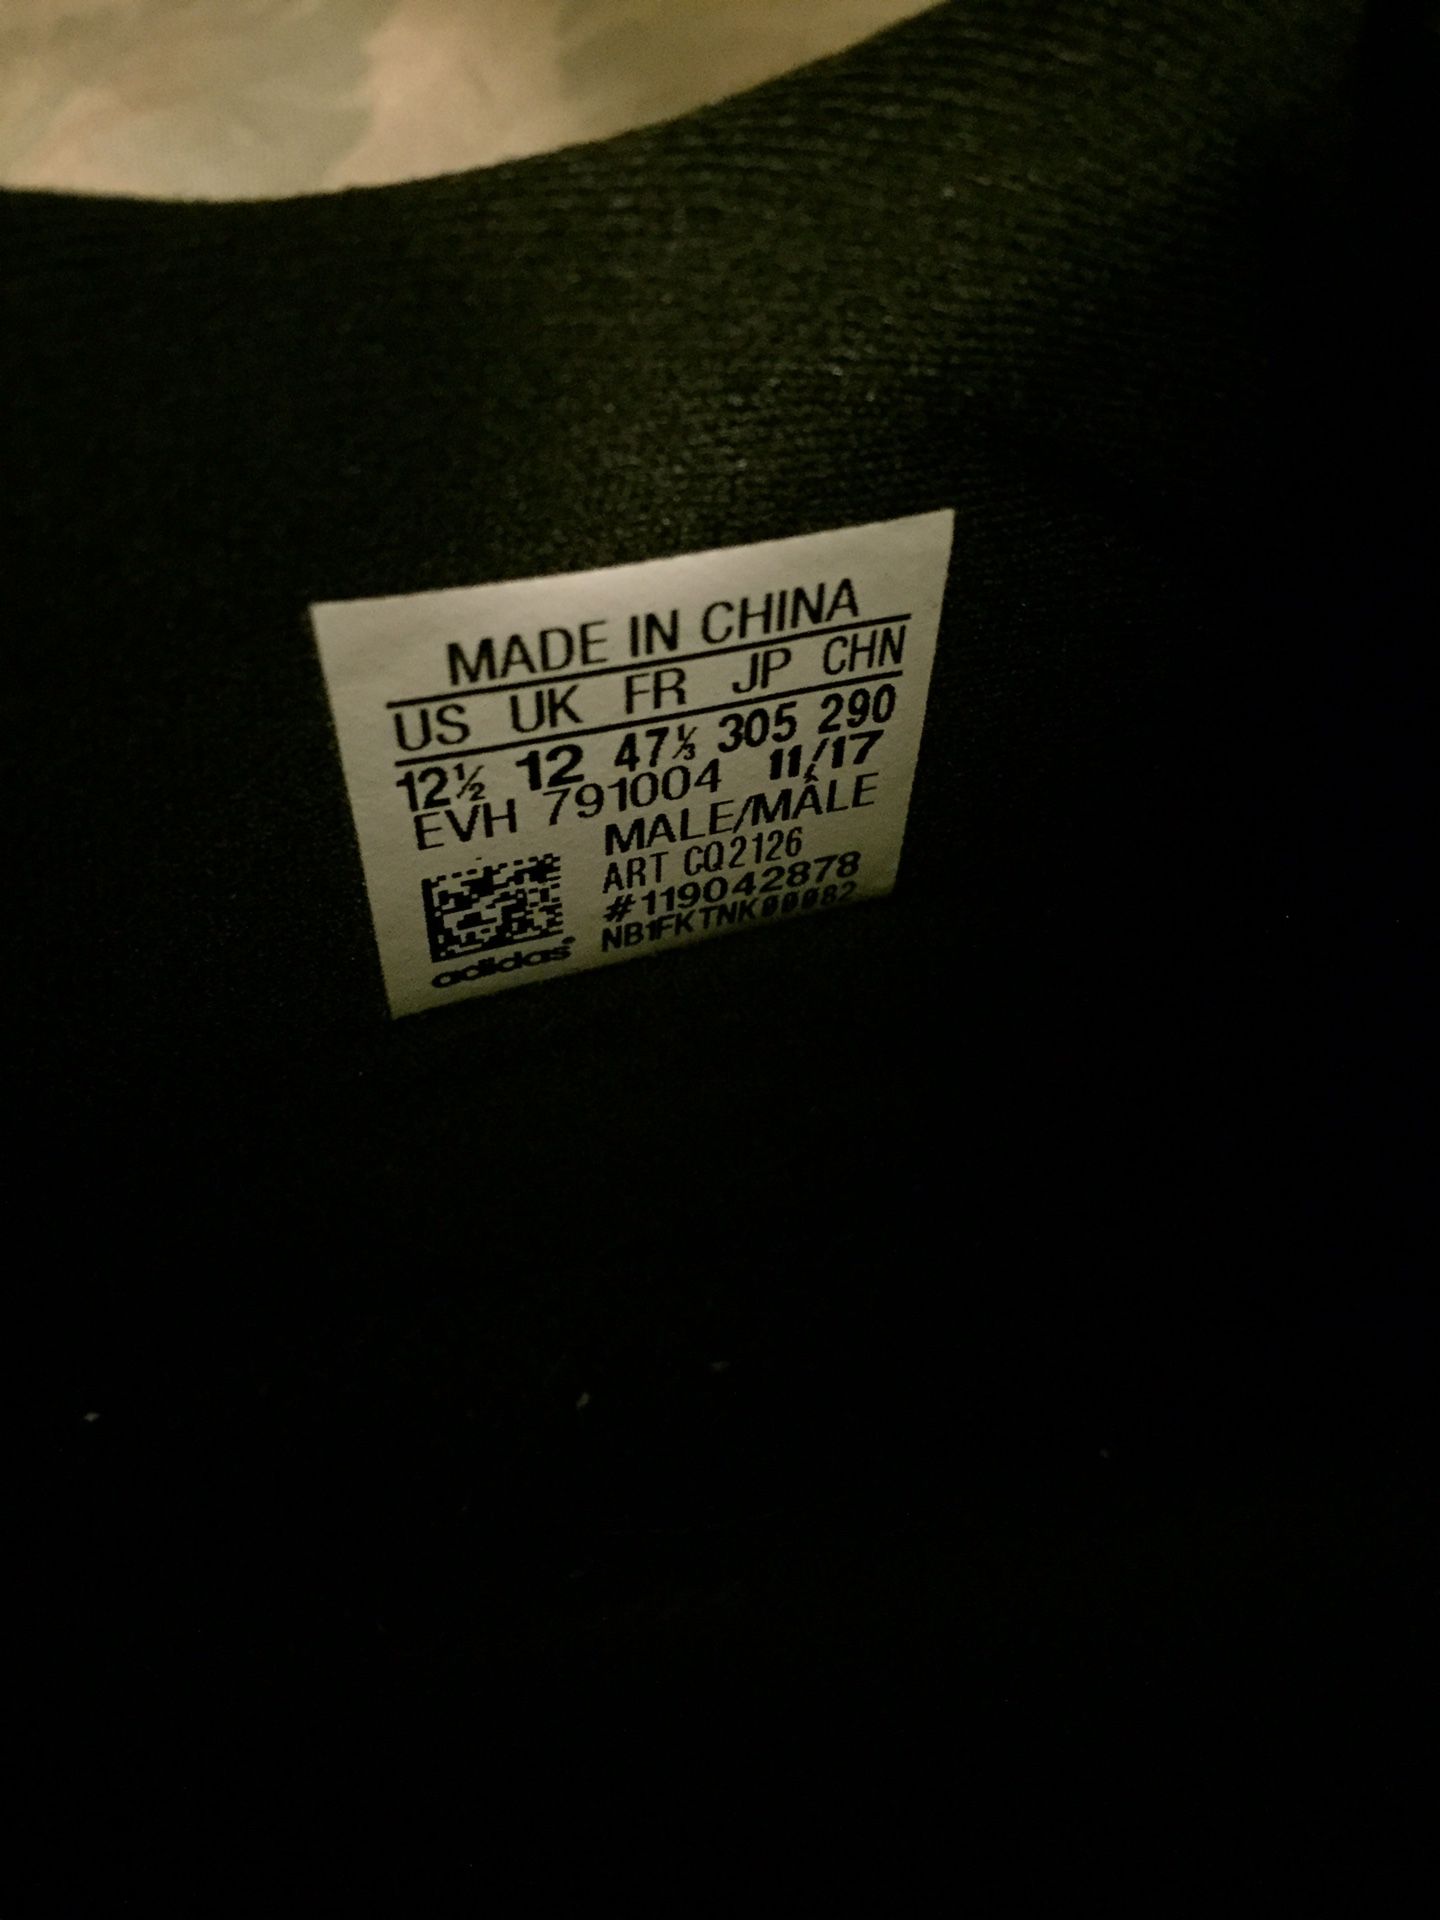 MADE IN CHINA
US UK FR JP CHN
12½ 12 47⅓ 305 290
EVH 791004 11/17
MALE/MÂLE
ART CQ2126
#119042878
NB1FKTNK00082
adidas